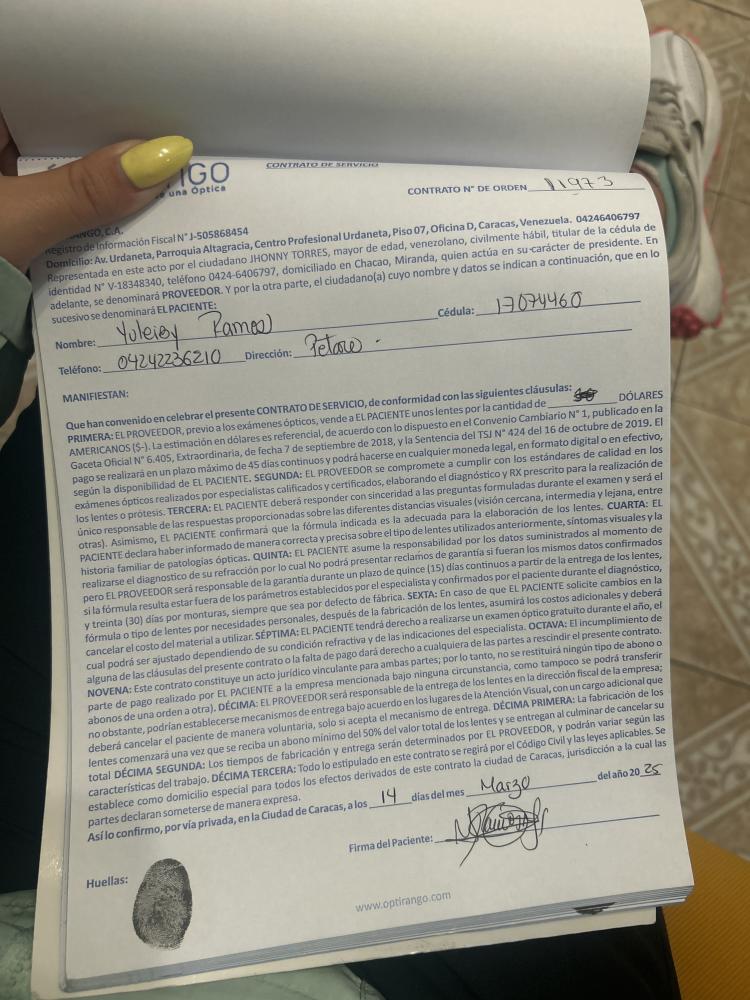 IGO
una Óptica
CONTRATO DE SERVICIO
CONTRATO N° DE ORDEN 11973
ANGO, C.A.
Registro de Información Fiscal N° J-505868454
Domicilio: Av. Urdaneta, Parroquia Altagracia, Centro Profesional Urdaneta, Piso 07, Oficina D, Caracas, Venezuela. 04246406797
Representada en este acto por el ciudadano JHONNY TORRES, mayor de edad, venezolano, civilmente hábil, titular de la cédula de
identidad N° V-18348340, teléfono 0424-6406797, domiciliado en Chacao, Miranda, quien actúa en su carácter de presidente. En
adelante, se denominará PROVEEDOR. Y por la otra parte, el ciudadano(a) cuyo nombre y datos se indican a continuación, que en lo
sucesivo se denominará EL PACIENTE:
Nombre: Yuleisy Ramos Cédula: 17074460
Teléfono: 04242236210 Dirección: Petare.
MANIFIESTAN:
Que han convenido en celebrar el presente CONTRATO DE SERVICIO, de conformidad con las siguientes cláusulas:
PRIMERA: EL PROVEEDOR, previo a los exámenes ópticos, vende a EL PACIENTE unos lentes por la cantidad de DÓLARES
AMERICANOS ($-). La estimación en dólares es referencial, de acuerdo con lo dispuesto en el Convenio Cambiario N° 1, publicado en la
Gaceta Oficial N° 6.405, Extraordinaria, de fecha 7 de septiembre de 2018, y la Sentencia del TSJ N° 424 del 16 de octubre de 2019. El
pago se realizará en un plazo máximo de 45 días continuos y podrá hacerse en cualquier moneda legal, en formato digital o en efectivo,
según la disponibilidad de EL PACIENTE. SEGUNDA: EL PROVEEDOR se compromete a cumplir con los estándares de calidad en los
exámenes ópticos realizados por especialistas calificados y certificados, elaborando el diagnóstico y RX prescrito para la realización de
los lentes o prótesis. TERCERA: EL PACIENTE deberá responder con sinceridad a las preguntas formuladas durante el examen y será el
único responsable de las respuestas proporcionadas sobre las diferentes distancias visuales (visión cercana, intermedia y lejana, entre
otras). Asimismo, EL PACIENTE confirmará que la fórmula indicada es la adecuada para la elaboración de los lentes. CUARTA: EL
PACIENTE declara haber informado de manera correcta y precisa sobre el tipo de lentes utilizados anteriormente, síntomas visuales y la
historia familiar de patologías ópticas. QUINTA: EL PACIENTE asume la responsabilidad por los datos suministrados al momento de
realizarse el diagnostico de su refracción por lo cual No podrá presentar reclamos de garantía si fueran los mismos datos confirmados
pero EL PROVEEDOR será responsable de la garantía durante un plazo de quince (15) días continuos a partir de la entrega de los lentes,
si la fórmula resulta estar fuera de los parámetros establecidos por el especialista y confirmados por el paciente durante el diagnóstico,
y treinta (30) días por monturas, siempre que sea por defecto de fábrica. SEXTA: En caso de que EL PACIENTE solicite cambios en la
fórmula o tipo de lentes por necesidades personales, después de la fabricación de los lentes, asumirá los costos adicionales y deberá
cancelar el costo del material a utilizar. SÉPTIMA: EL PACIENTE tendrá derecho a realizarse un examen óptico gratuito durante el año, el
cual podrá ser ajustado dependiendo de su condición refractiva y de las indicaciones del especialista. OCTAVA: El incumplimiento de
alguna de las cláusulas del presente contrato o la falta de pago dará derecho a cualquiera de las partes a rescindir el presente contrato.
NOVENA: Este contrato constituye un acto jurídico vinculante para ambas partes; por lo tanto, no se restituirá ningún tipo de abono o
parte de pago realizado por EL PACIENTE a la empresa mencionada bajo ninguna circunstancia, como tampoco se podrá transferir
abonos de una orden a otra). DÉCIMA: EL PROVEEDOR será responsable de la entrega de los lentes en la dirección fiscal de la empresa;
no obstante, podrían establecerse mecanismos de entrega bajo acuerdo en los lugares de la Atención Visual, con un cargo adicional que
deberá cancelar el paciente de manera voluntaria, solo si acepta el mecanismo de entrega. DÉCIMA PRIMERA: La fabricación de los
lentes comenzará una vez que se reciba un abono mínimo del 50% del valor total de los lentes y se entregan al culminar de cancelar su
total DÉCIMA SEGUNDA: Los tiempos de fabricación y entrega serán determinados por EL PROVEEDOR, y podrán variar según las
características del trabajo. DÉCIMA TERCERA: Todo lo estipulado en este contrato se regirá por el Código Civil y las leyes aplicables. Se
establece como domicilio especial para todos los efectos derivados de este contrato la ciudad de Caracas, jurisdicción a la cual las
partes declaran someterse de manera expresa.
Así lo confirmo, por vía privada, en la Ciudad de Caracas, a los 14 días del mes Marzo del año 2025
Firma del Paciente:
Huellas:
www.optirango.com